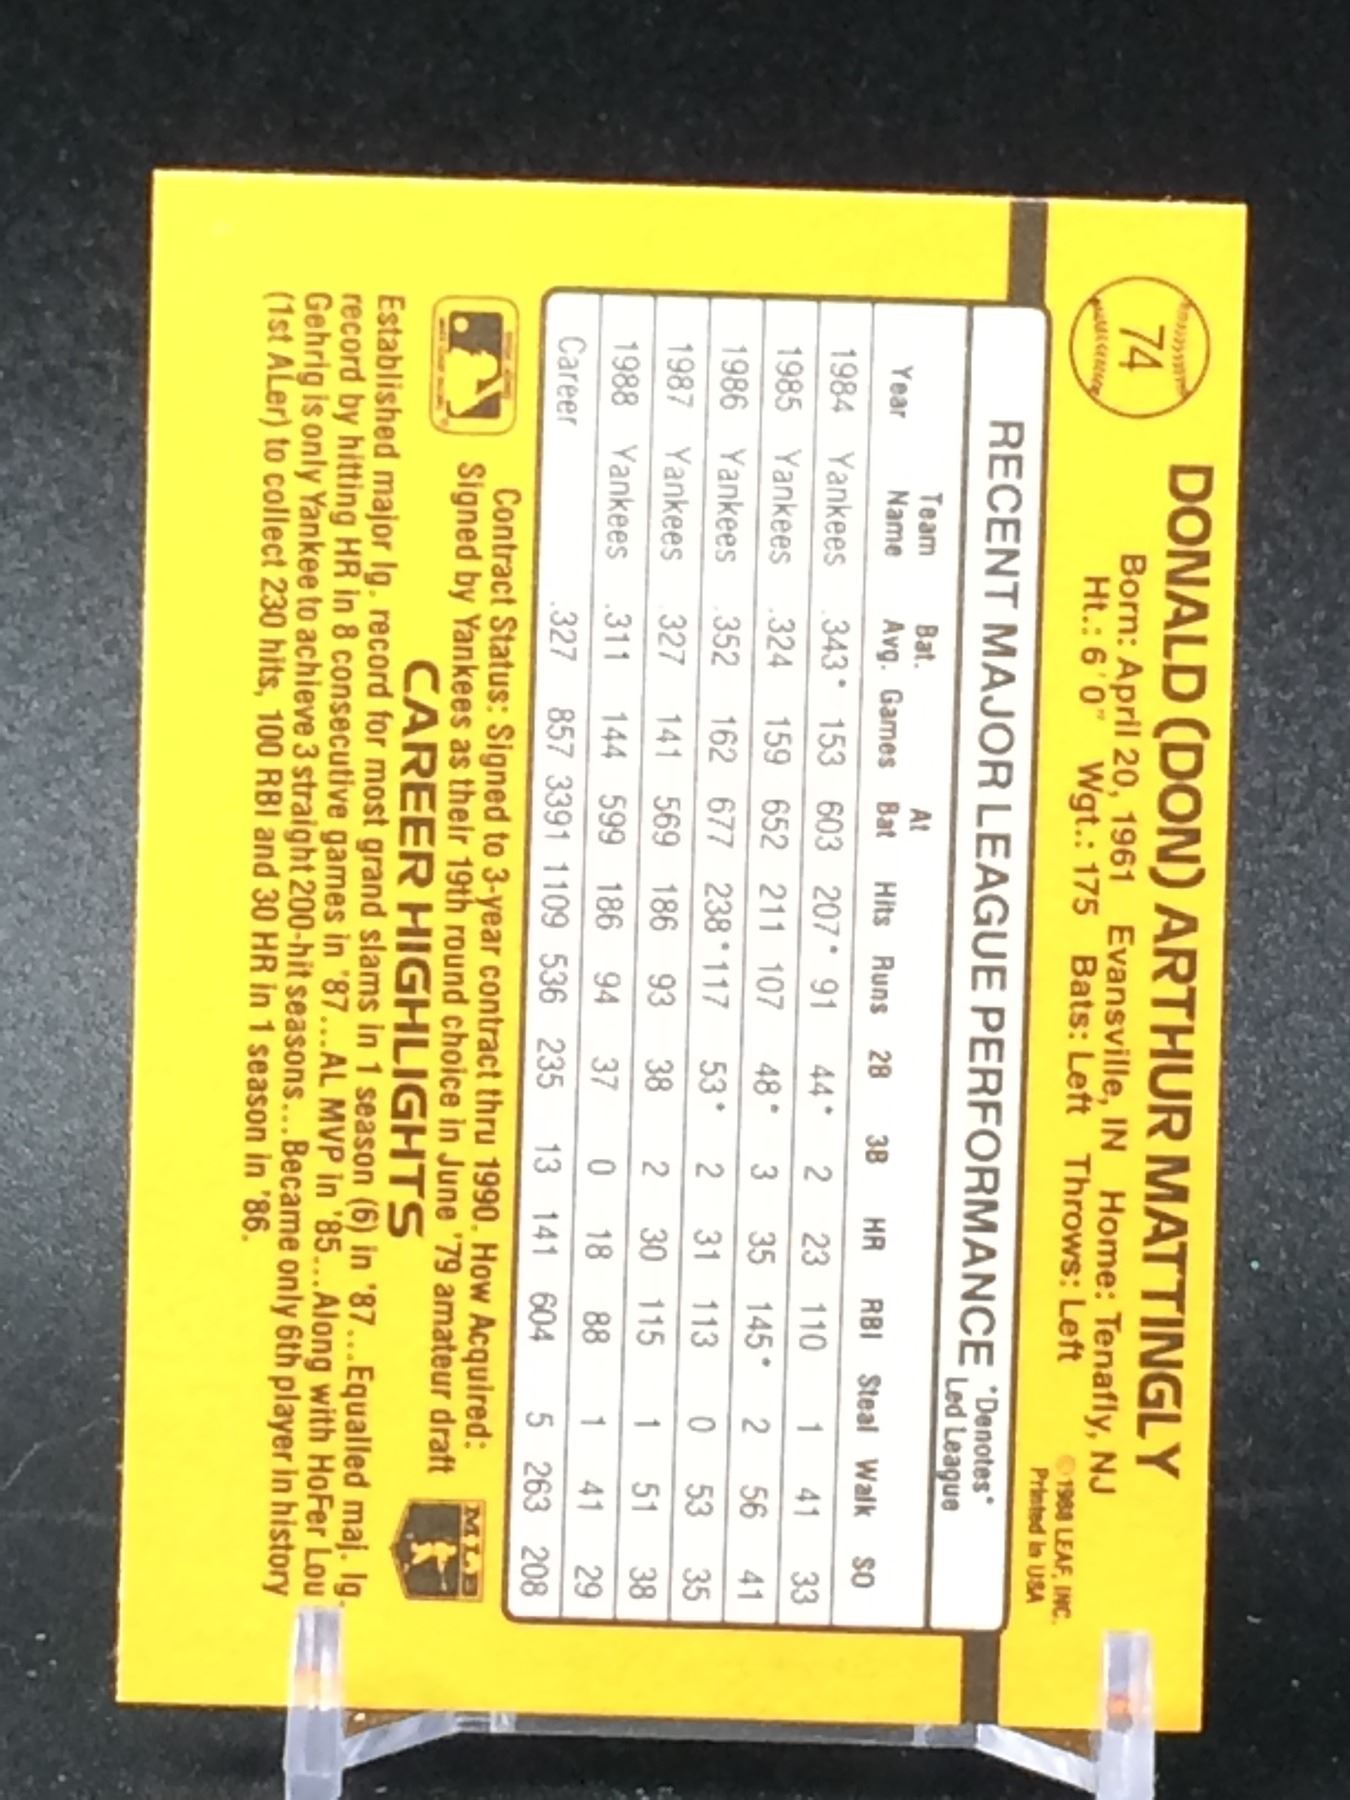 74
DONALD (DON) ARTHUR MATTINGLY
Born: April 20, 1961 Evansville, IN Home: Tenafly, NJ
Ht.: 6'0" Wgt.: 175 Bats: Left Throws: Left
© 1988 LEAF, INC.
Printed in USA
RECENT MAJOR LEAGUE PERFORMANCE *Denotes*
Led League
Year Team Name Bat. Avg. Games At Bat Hits Runs 2B 3B HR RBI Steal Walk SO
1984 Yankees .343* 153 603 207* 91 44* 2 23 110 1 41 33
1985 Yankees .324 159 652 211 107 48* 3 35 145* 2 56 41
1986 Yankees .352 162 677 238* 117 53* 2 31 113 0 53 35
1987 Yankees .327 141 569 186 93 38 2 30 115 1 51 38
1988 Yankees .311 144 599 186 94 37 0 18 88 1 41 29
Career .327 857 3391 1109 536 235 13 141 604 5 263 208
Contract Status: Signed to 3-year contract thru 1990. How Acquired:
Signed by Yankees as their 19th round choice in June '79 amateur draft
MLB
CAREER HIGHLIGHTS
Established major lg. record for most grand slams in 1 season (6) in '87...Equalled maj. lg.
record by hitting HR in 8 consecutive games in '87...AL MVP in '85...Along with HoFer Lou
Gehrig is only Yankee to achieve 3 straight 200-hit seasons...Became only 6th player in history
(1st ALer) to collect 230 hits, 100 RBI and 30 HR in 1 season in '86.